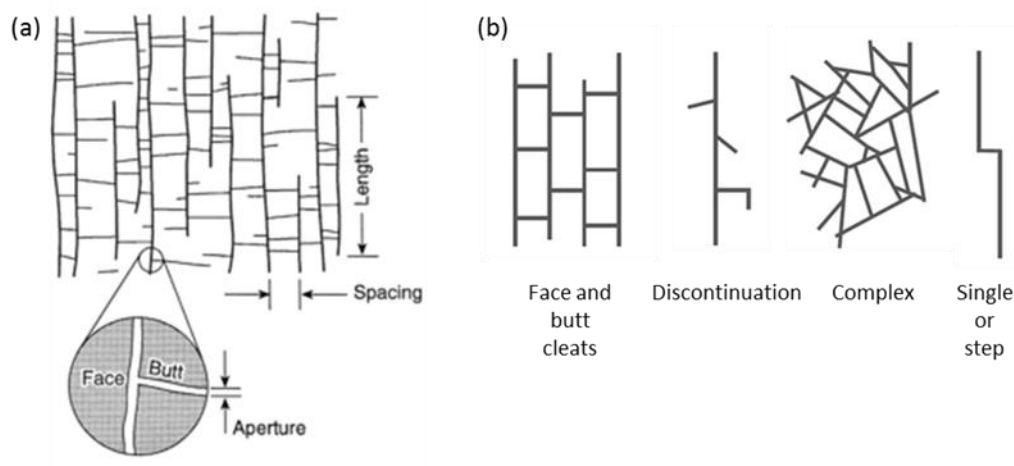 (a)
Length
Spacing
Face
Butt
Aperture
(b)
Face and
butt
cleats
Discontinuation
Complex
Single
or
step